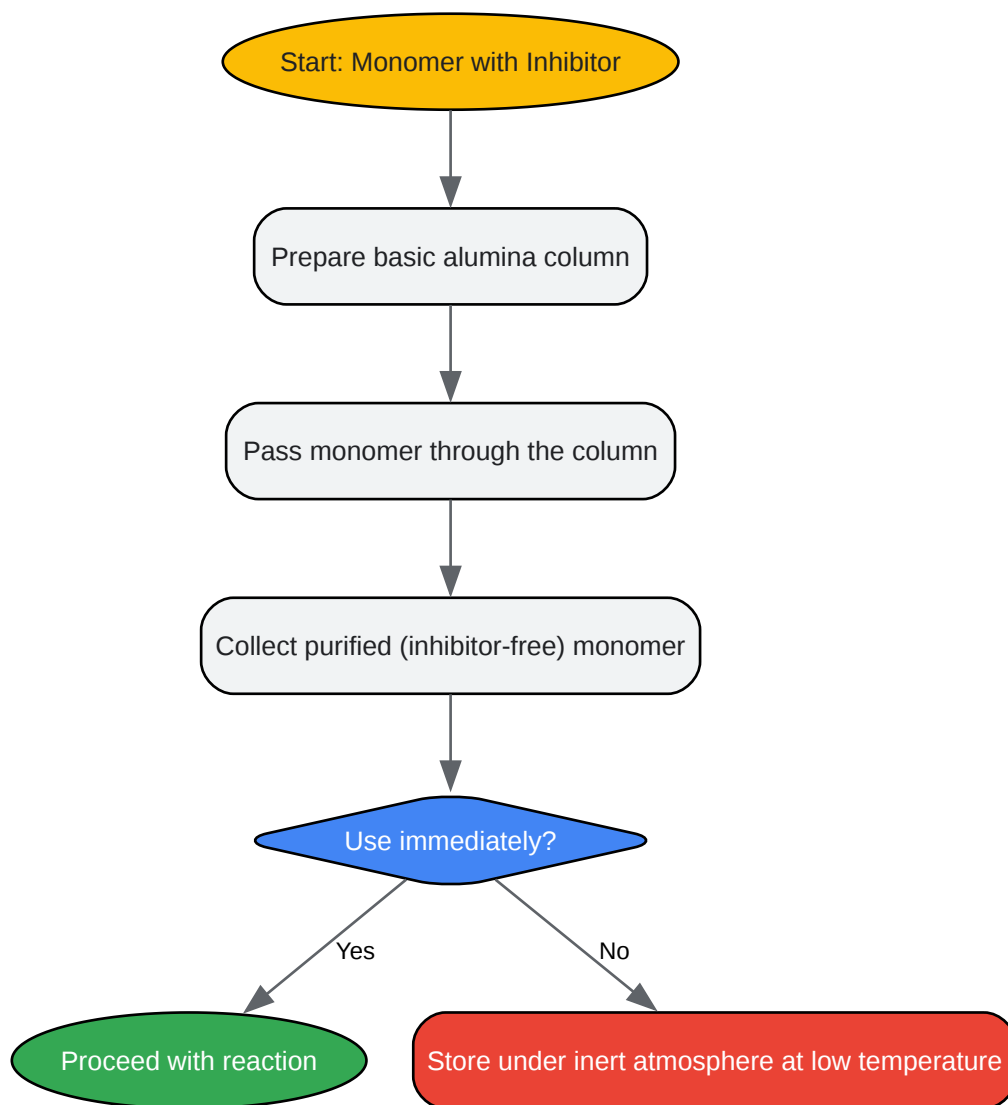 Start: Monomer with Inhibitor
Prepare basic alumina column
Pass monomer through the column
Collect purified (inhibitor-free) monomer
Use immediately?
Yes
No
Proceed with reaction
Store under inert atmosphere at low temperature